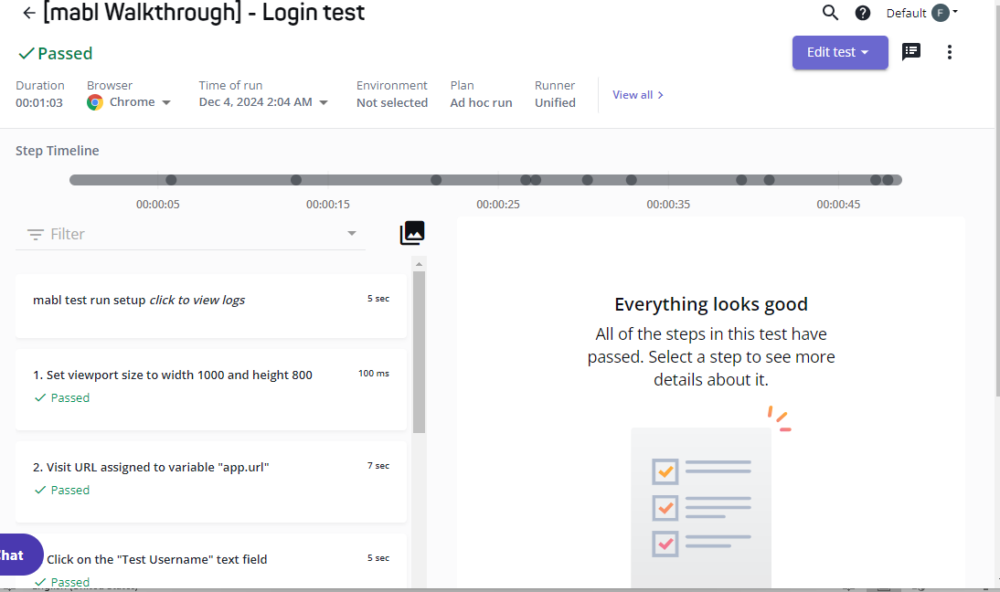 [mabl Walkthrough] - Login test
Default F
Passed
Edit test
Duration Browser Time of run Environment Plan Runner
00:01:03 Chrome Dec 4, 2024 2:04 AM Not selected Ad hoc run Unified
View all
Step Timeline
00:00:05 00:00:15 00:00:25 00:00:35 00:00:45
Filter
mabl test run setup click to view logs 5 sec
1. Set viewport size to width 1000 and height 800 100 ms
Passed
2. Visit URL assigned to variable "app.url" 7 sec
Passed
Click on the "Test Username" text field 5 sec
Passed
Everything looks good
All of the steps in this test have
passed. Select a step to see more
details about it.